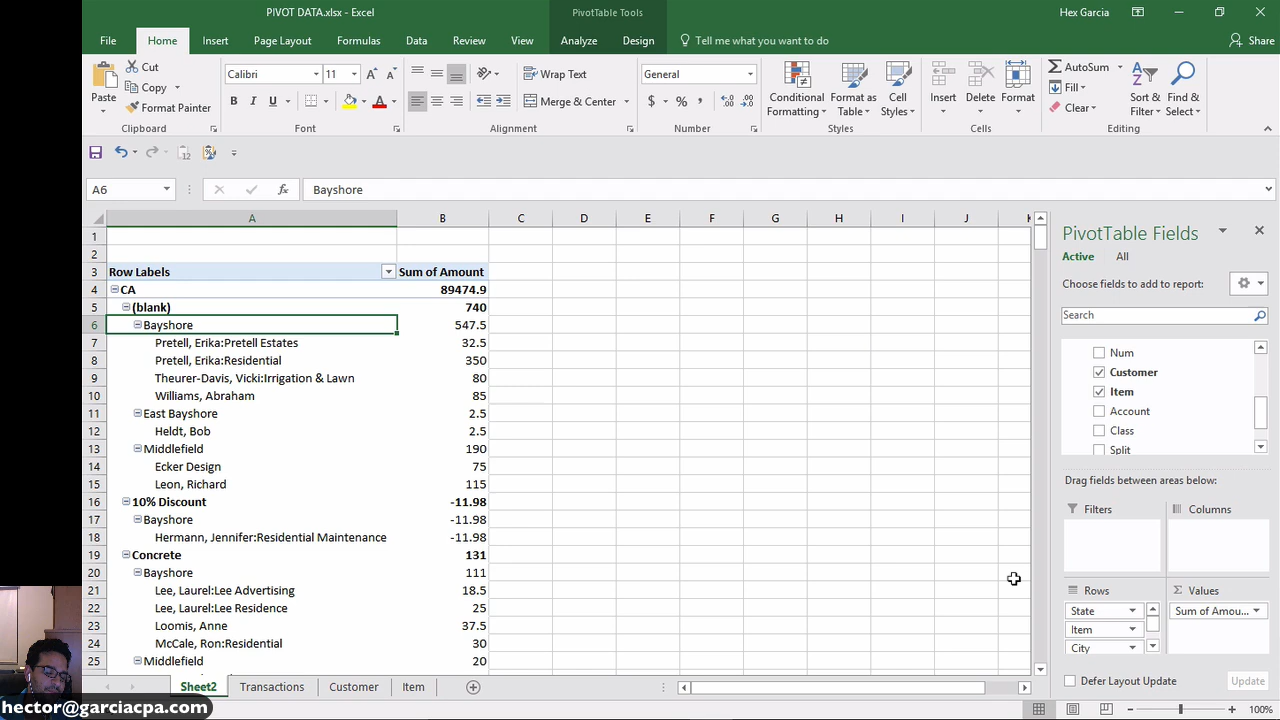 PIVOT DATA.xlsx - Excel
PivotTable Tools
Hex Garcia
File Home Insert Page Layout Formulas Data Review View Analyze Design Tell me what you want to do Share
Paste
Cut
Copy
Format Painter
Clipboard
Calibri 11
B I U
Font
Wrap Text
Merge & Center
Alignment
General
$ % ,
Number
Conditional Formatting
Format as Table
Cell Styles
Styles
Insert
Delete
Format
Cells
AutoSum
Fill
Clear
Sort & Filter
Find & Select
Editing
A6 fx Bayshore
A B C D E F G H I J K
1
2
3 Row Labels Sum of Amount
4 CA 89474.9
5 (blank) 740
6 Bayshore 547.5
7 Pretell, Erika:Pretell Estates 32.5
8 Pretell, Erika:Residential 350
9 Theurer-Davis, Vicki:Irrigation & Lawn 80
10 Williams, Abraham 85
11 East Bayshore 2.5
12 Heldt, Bob 2.5
13 Middlefield 190
14 Ecker Design 75
15 Leon, Richard 115
16 10% Discount -11.98
17 Bayshore -11.98
18 Hermann, Jennifer:Residential Maintenance -11.98
19 Concrete 131
20 Bayshore 111
21 Lee, Laurel:Lee Advertising 18.5
22 Lee, Laurel:Lee Residence 25
23 Loomis, Anne 37.5
24 McCale, Ron:Residential 30
25 Middlefield 20
PivotTable Fields
Active All
Choose fields to add to report:
Search
Num
Customer
Item
Account
Class
Split
Drag fields between areas below:
Filters
Columns
Rows
Values
State
Item
City
Sum of Amou...
Defer Layout Update
Update
Sheet2 Transactions Customer Item
100%
hector@garciacpa.com